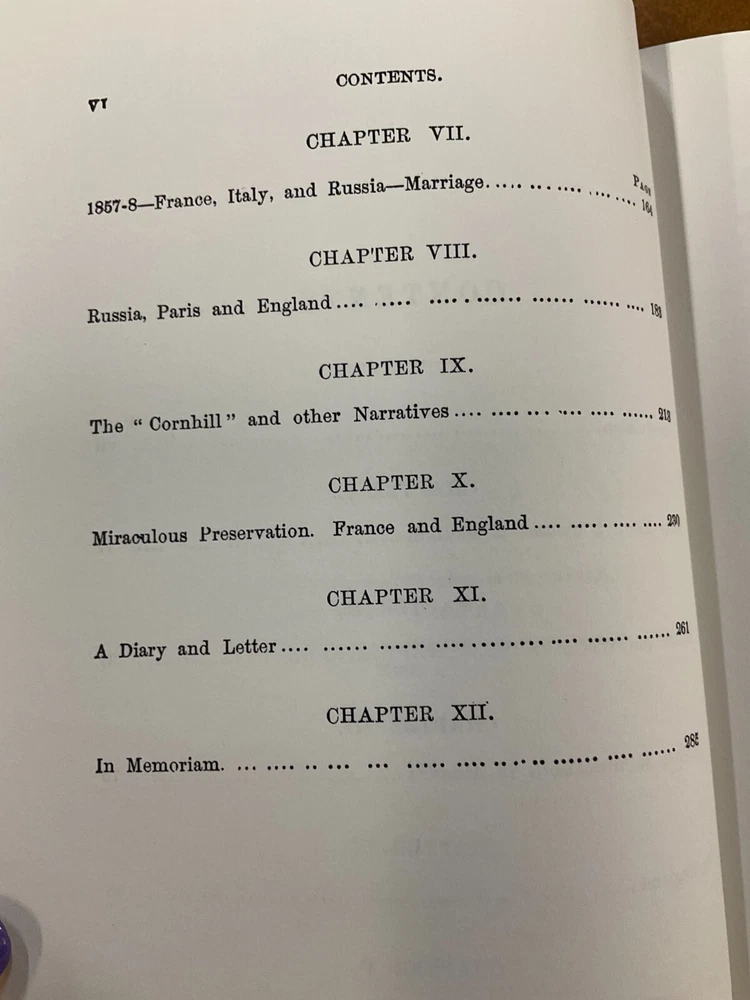 CONTENTS.
VI
CHAPTER VII.
PAGE
1857-8—France, Italy, and Russia—Marriage. .... ... .... .... .... 164
CHAPTER VIII.
Russia, Paris and England .... ..... .... . ...... ...... ...... .... 189
CHAPTER IX.
The “ Cornhill ” and other Narratives .... .... ... .... .... ...... 213
CHAPTER X.
Miraculous Preservation. France and England .... .... . .... .... 230
CHAPTER XI.
A Diary and Letter .... ...... ...... .... ........ .... ...... ...... 261
CHAPTER XII.
In Memoriam. ... .... .. ... ... ..... .... .. .. .. ...... .... ...... 285